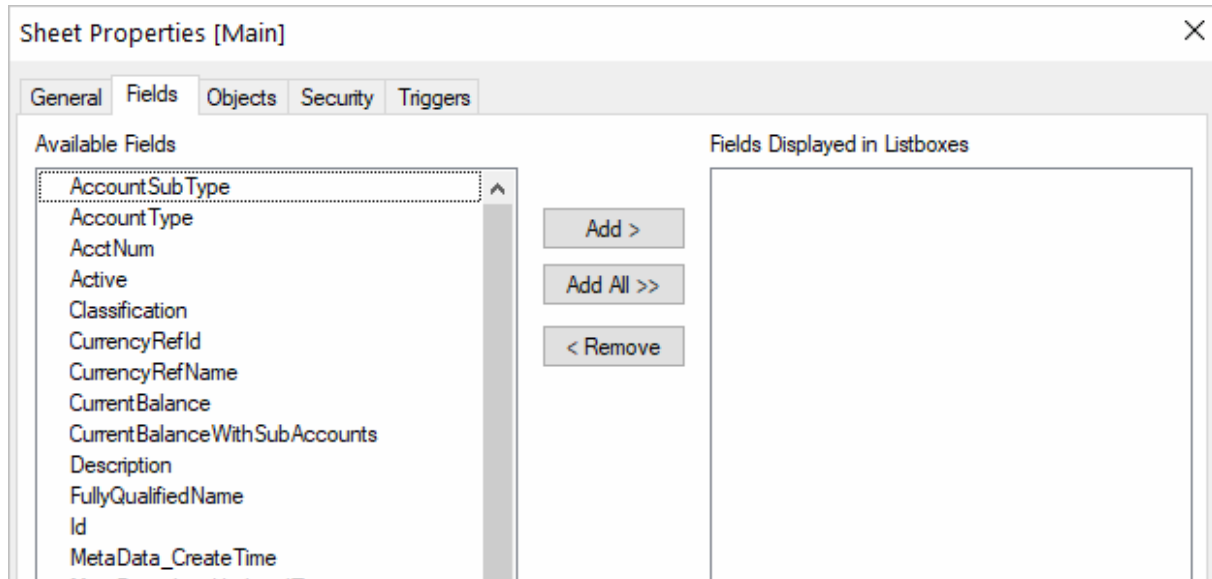 Sheet Properties [Main]
General Fields Objects Security Triggers
Available Fields
Fields Displayed in Listboxes
AccountSubType
AccountType
AcctNum
Active
Classification
CurrencyRefId
CurrencyRefName
CurrentBalance
CurrentBalanceWithSubAccounts
Description
FullyQualifiedName
Id
MetaData_CreateTime
Add >
Add All >>
< Remove